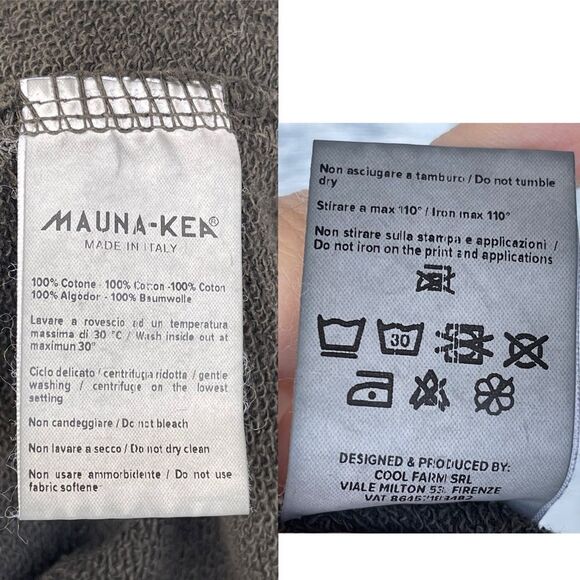 MAUNA-KEA®
MADE IN ITALY
100% Cotone - 100% Cotton -100% Coton
100% Algodor - 100% Baumwolle
Lavare a rovescio ad un temperatura
massima di 30 °C / Wash inside out at
maximun 30°
Ciclo delicato / centrifuga ridotta / gentle
washing / centrifuge on the lowest
setting
Non candeggiare / Do not bleach
Non lavare a secco / Do not dry clean
Non usare ammorbidente / Do not use
fabric softene
Non asciugare a tamburo / Do not tumble
dry
Stirare a max 110° / Iron max 110°
Non stirare sulla stampa e applicazioni /
Do not iron on the print and applications
30
DESIGNED & PRODUCED BY:
COOL FARM SRL
VIALE MILTON 53, FIRENZE
VAT